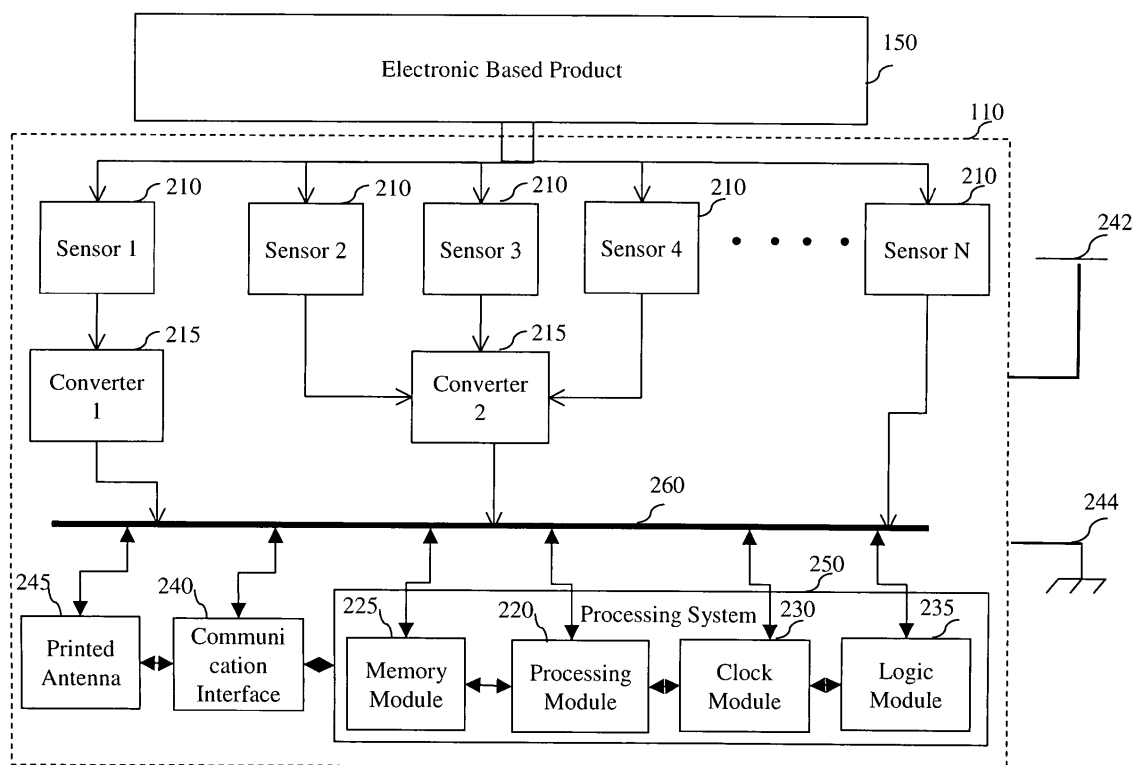 Electronic Based Product
150
110
210
210
210
210
210
Sensor 1
Sensor 2
Sensor 3
Sensor 4
Sensor N
242
215
215
Converter
1
Converter
2
260
244
245
240
250
Processing System
225
220
230
235
Printed
Antenna
Communi
cation
Interface
Memory
Module
Processing
Module
Clock
Module
Logic
Module